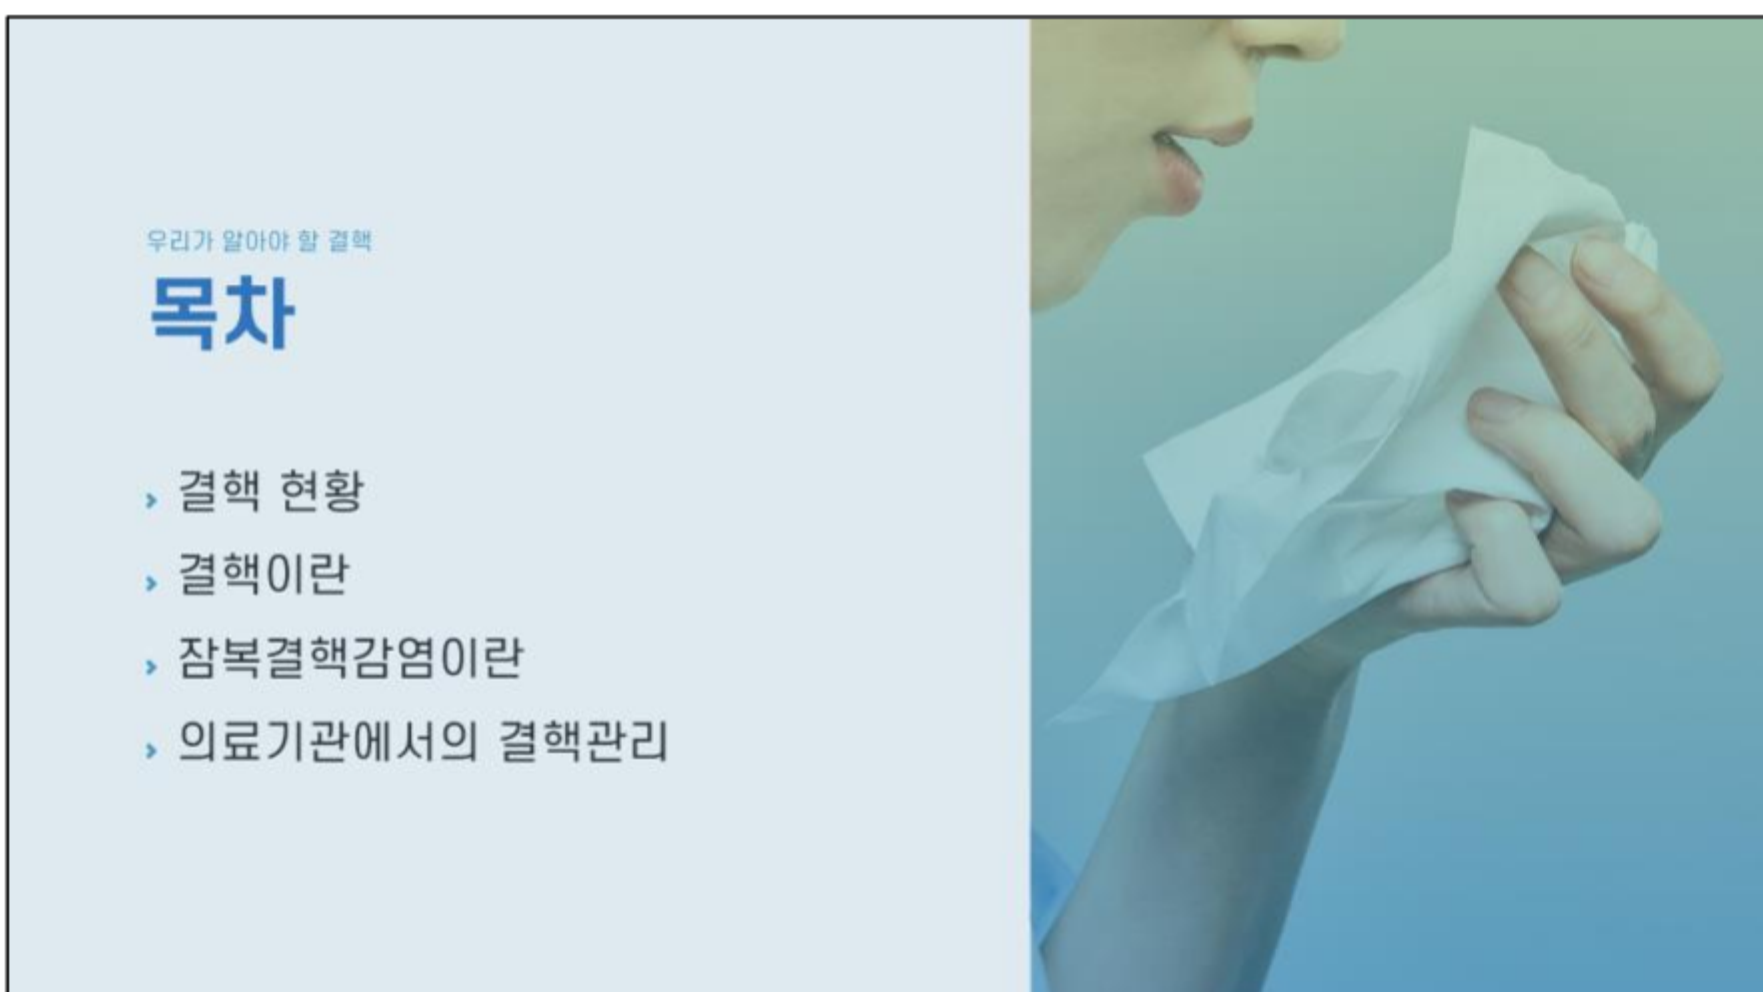 우리가 알아야 할 결핵
목차
› 결핵 현황
› 결핵이란
› 잠복결핵감염이란
› 의료기관에서의 결핵관리